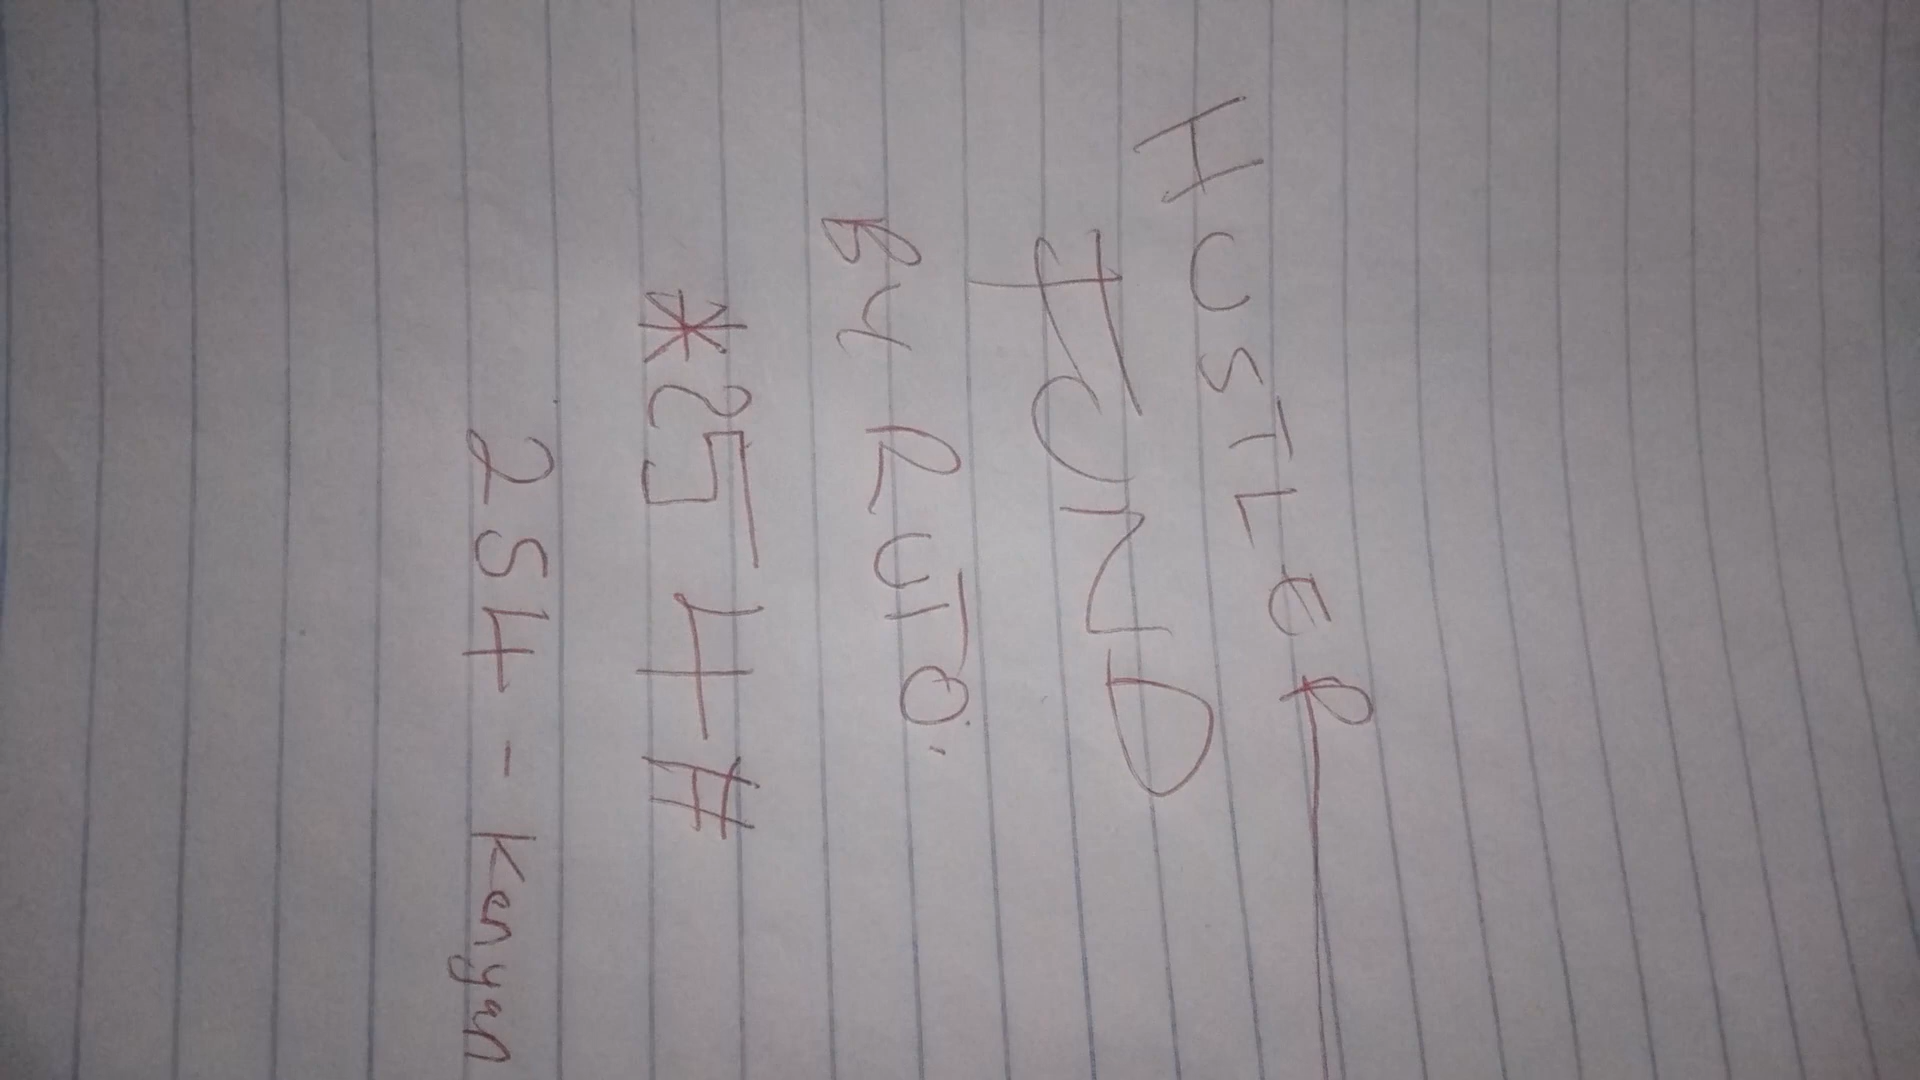 HUSTLER
FUND
BY RUTO.
*254#
254 - Kenyan